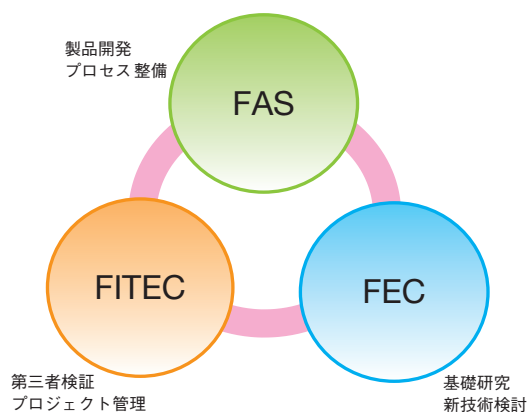 製品開発
プロセス整備
FAS
FITEC
FEC
第三者検証
プロジェクト管理
基礎研究
新技術検討